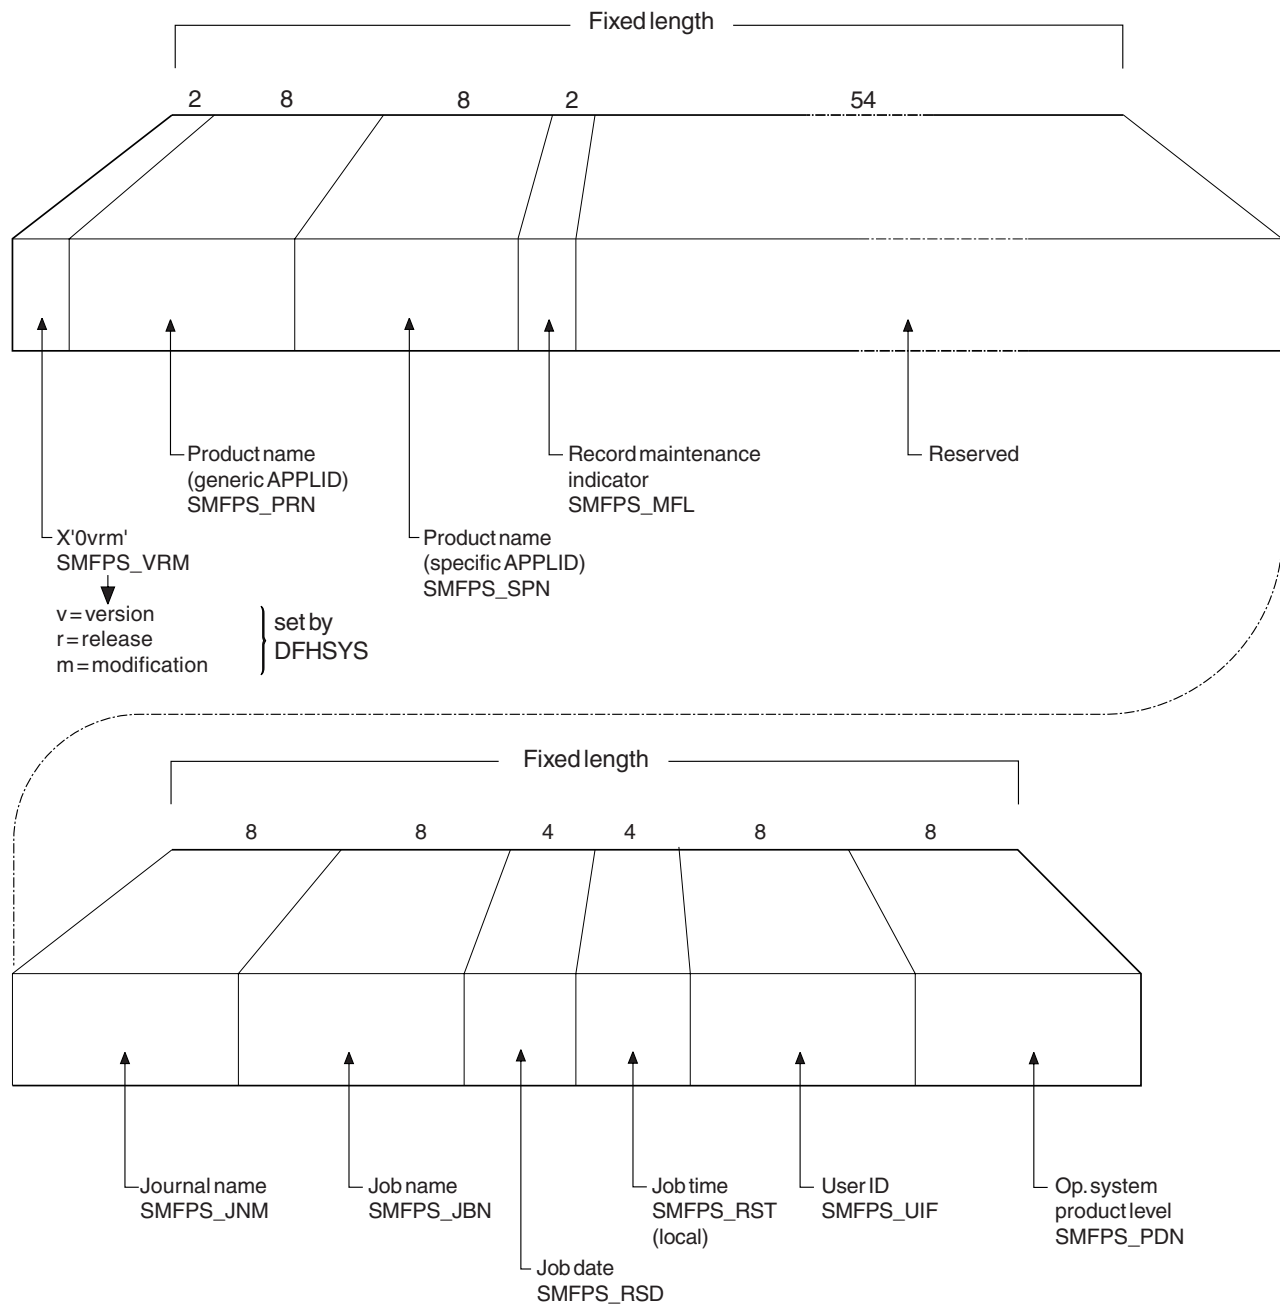 Fixed length
2 8 8 2 54
Product name
(generic APPLID)
SMFPS_PRN
Record maintenance
indicator
SMFPS_MFL
Reserved
X'0vrm'
SMFPS_VRM
Product name
(specific APPLID)
SMFPS_SPN
v=version
r=release
m=modification
set by
DFHSYS
Fixed length
8 8 4 4 8 8
Journal name
SMFPS_JNM
Job name
SMFPS_JBN
Job time
SMFPS_RST
(local)
User ID
SMFPS_UIF
Op. system
product level
SMFPS_PDN
Job date
SMFPS_RSD